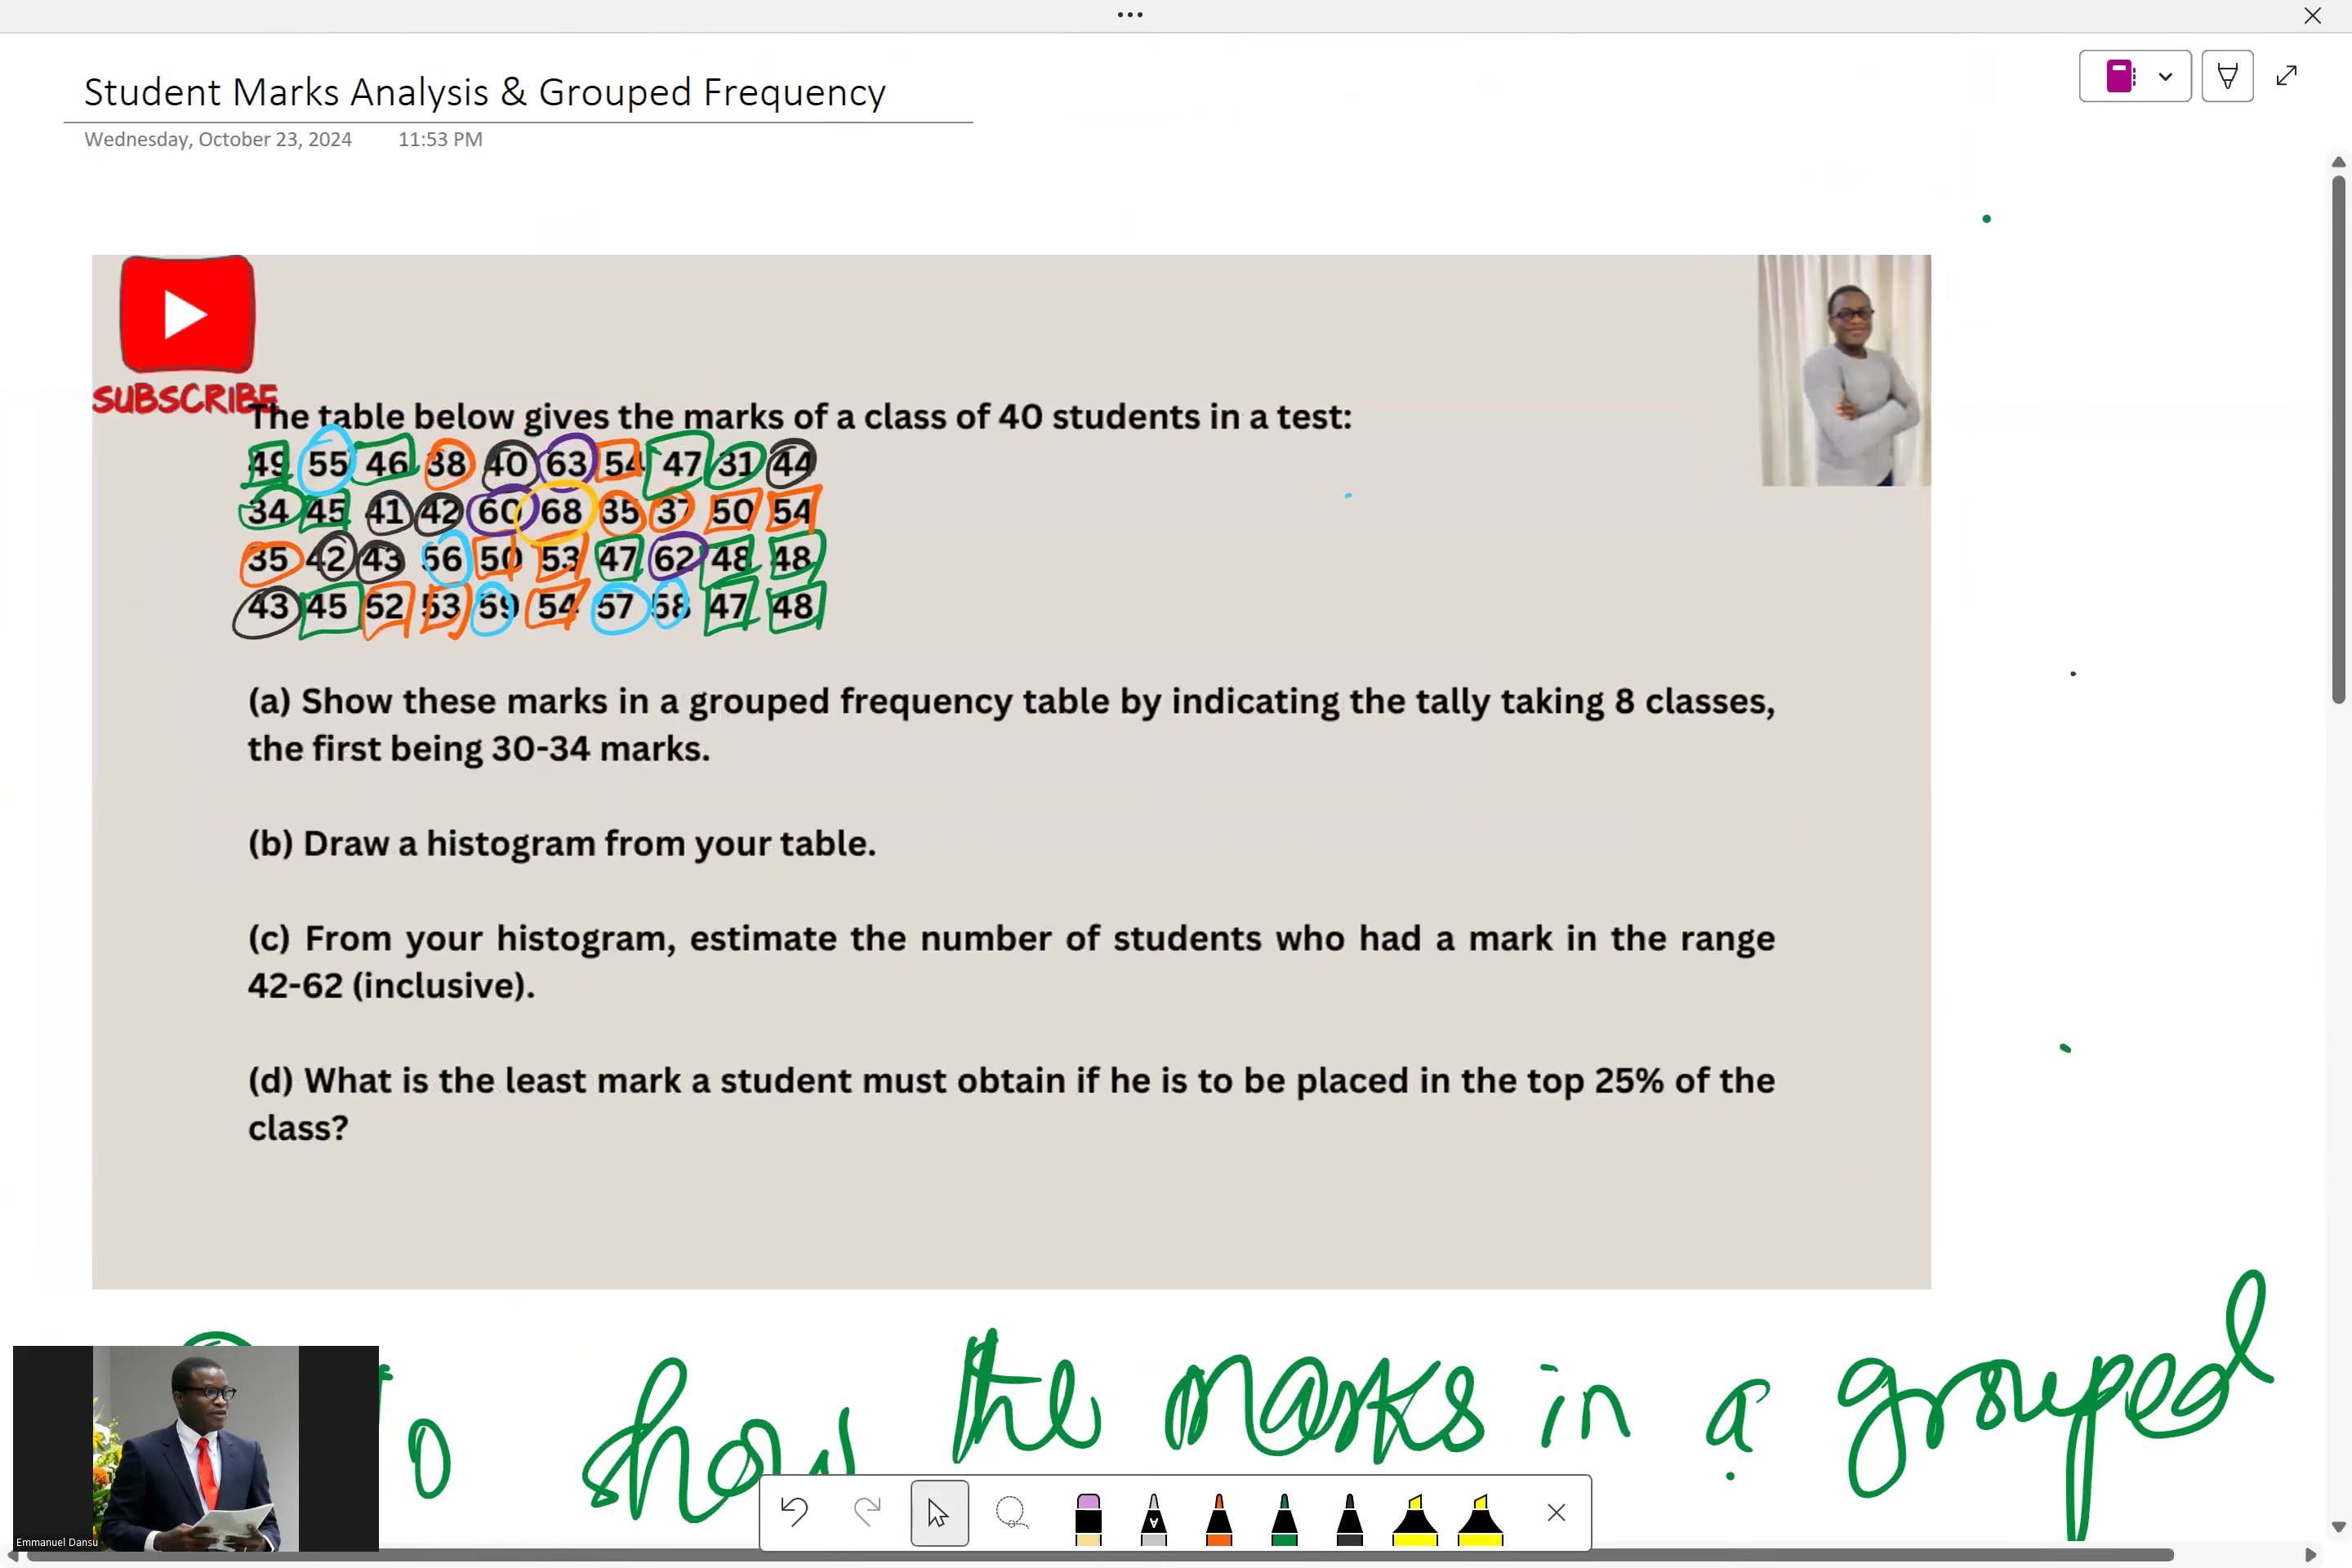 Student Marks Analysis & Grouped Frequency
Wednesday, October 23, 2024 11:53 PM
SUBSCRIBE
The table below gives the marks of a class of 40 students in a test:
49 55 46 38 40 63 54 47 31 44
34 45 41 42 60 68 35 37 50 54
35 42 43 56 50 53 47 62 48 48
43 45 52 53 59 54 57 58 47 48
(a) Show these marks in a grouped frequency table by indicating the tally taking 8 classes,
the first being 30-34 marks.
(b) Draw a histogram from your table.
(c) From your histogram, estimate the number of students who had a mark in the range
42-62 (inclusive).
(d) What is the least mark a student must obtain if he is to be placed in the top 25% of the
class?
show the marks in a grouped
Emmanuel Dansu